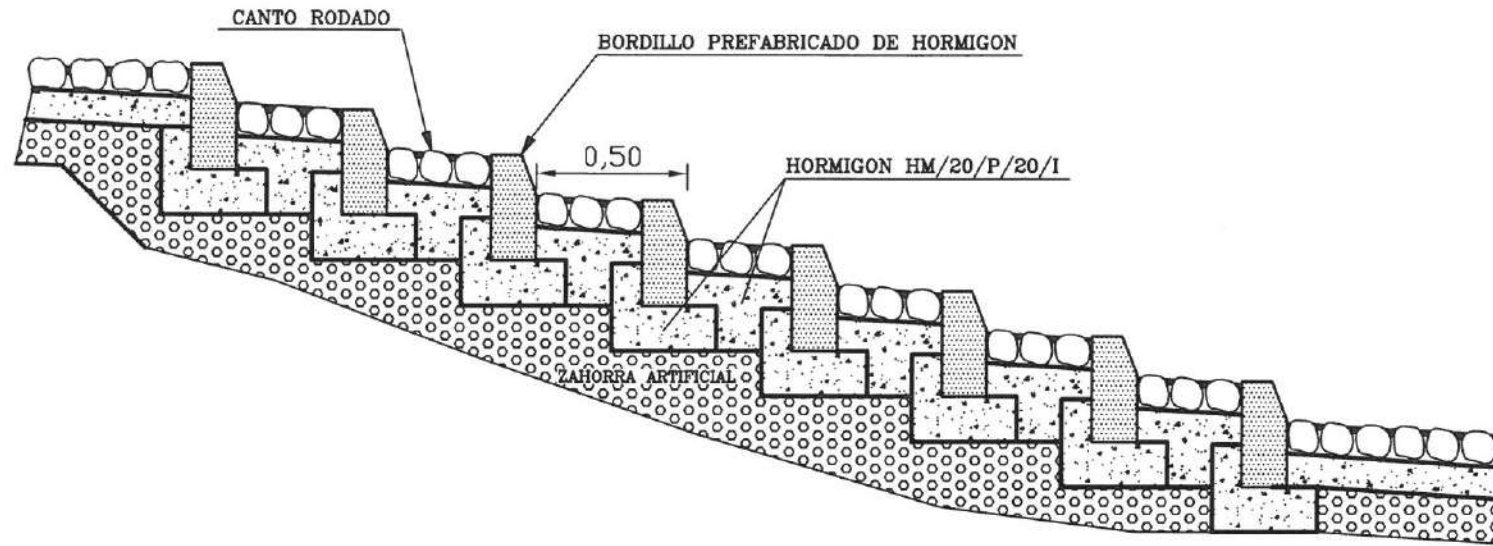 CANTO RODADO
BORDILLO PREFABRICADO DE HORMIGON
0,50
HORMIGON HM/20/P/20/I
ZAHORRA ARTIFICIAL